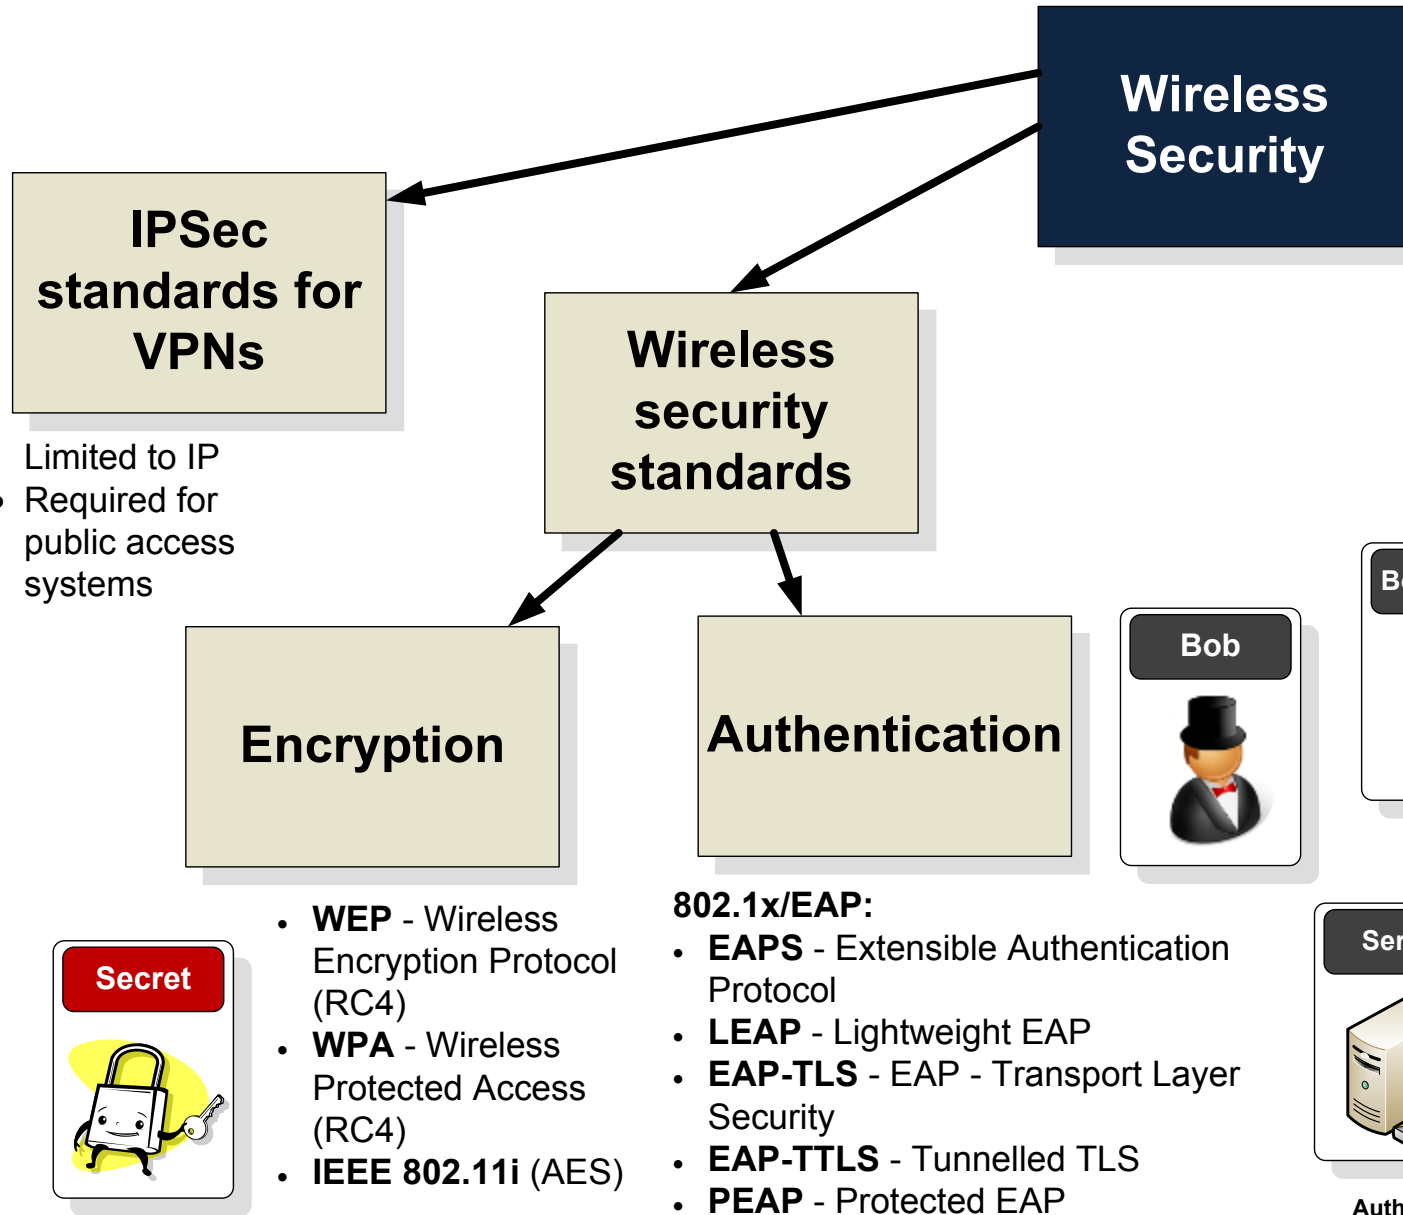 Wireless
Security
IPSec
standards for
VPNs
Limited to IP
• Required for
public access
systems
Wireless
security
standards
Encryption
Authentication
Bob
Secret
• WEP - Wireless
Encryption Protocol
(RC4)
• WPA - Wireless
Protected Access
(RC4)
• IEEE 802.11i (AES)
802.1x/EAP:
• EAPS - Extensible Authentication
Protocol
• LEAP - Lightweight EAP
• EAP-TLS - EAP - Transport Layer
Security
• EAP-TTLS - Tunnelled TLS
• PEAP - Protected EAP